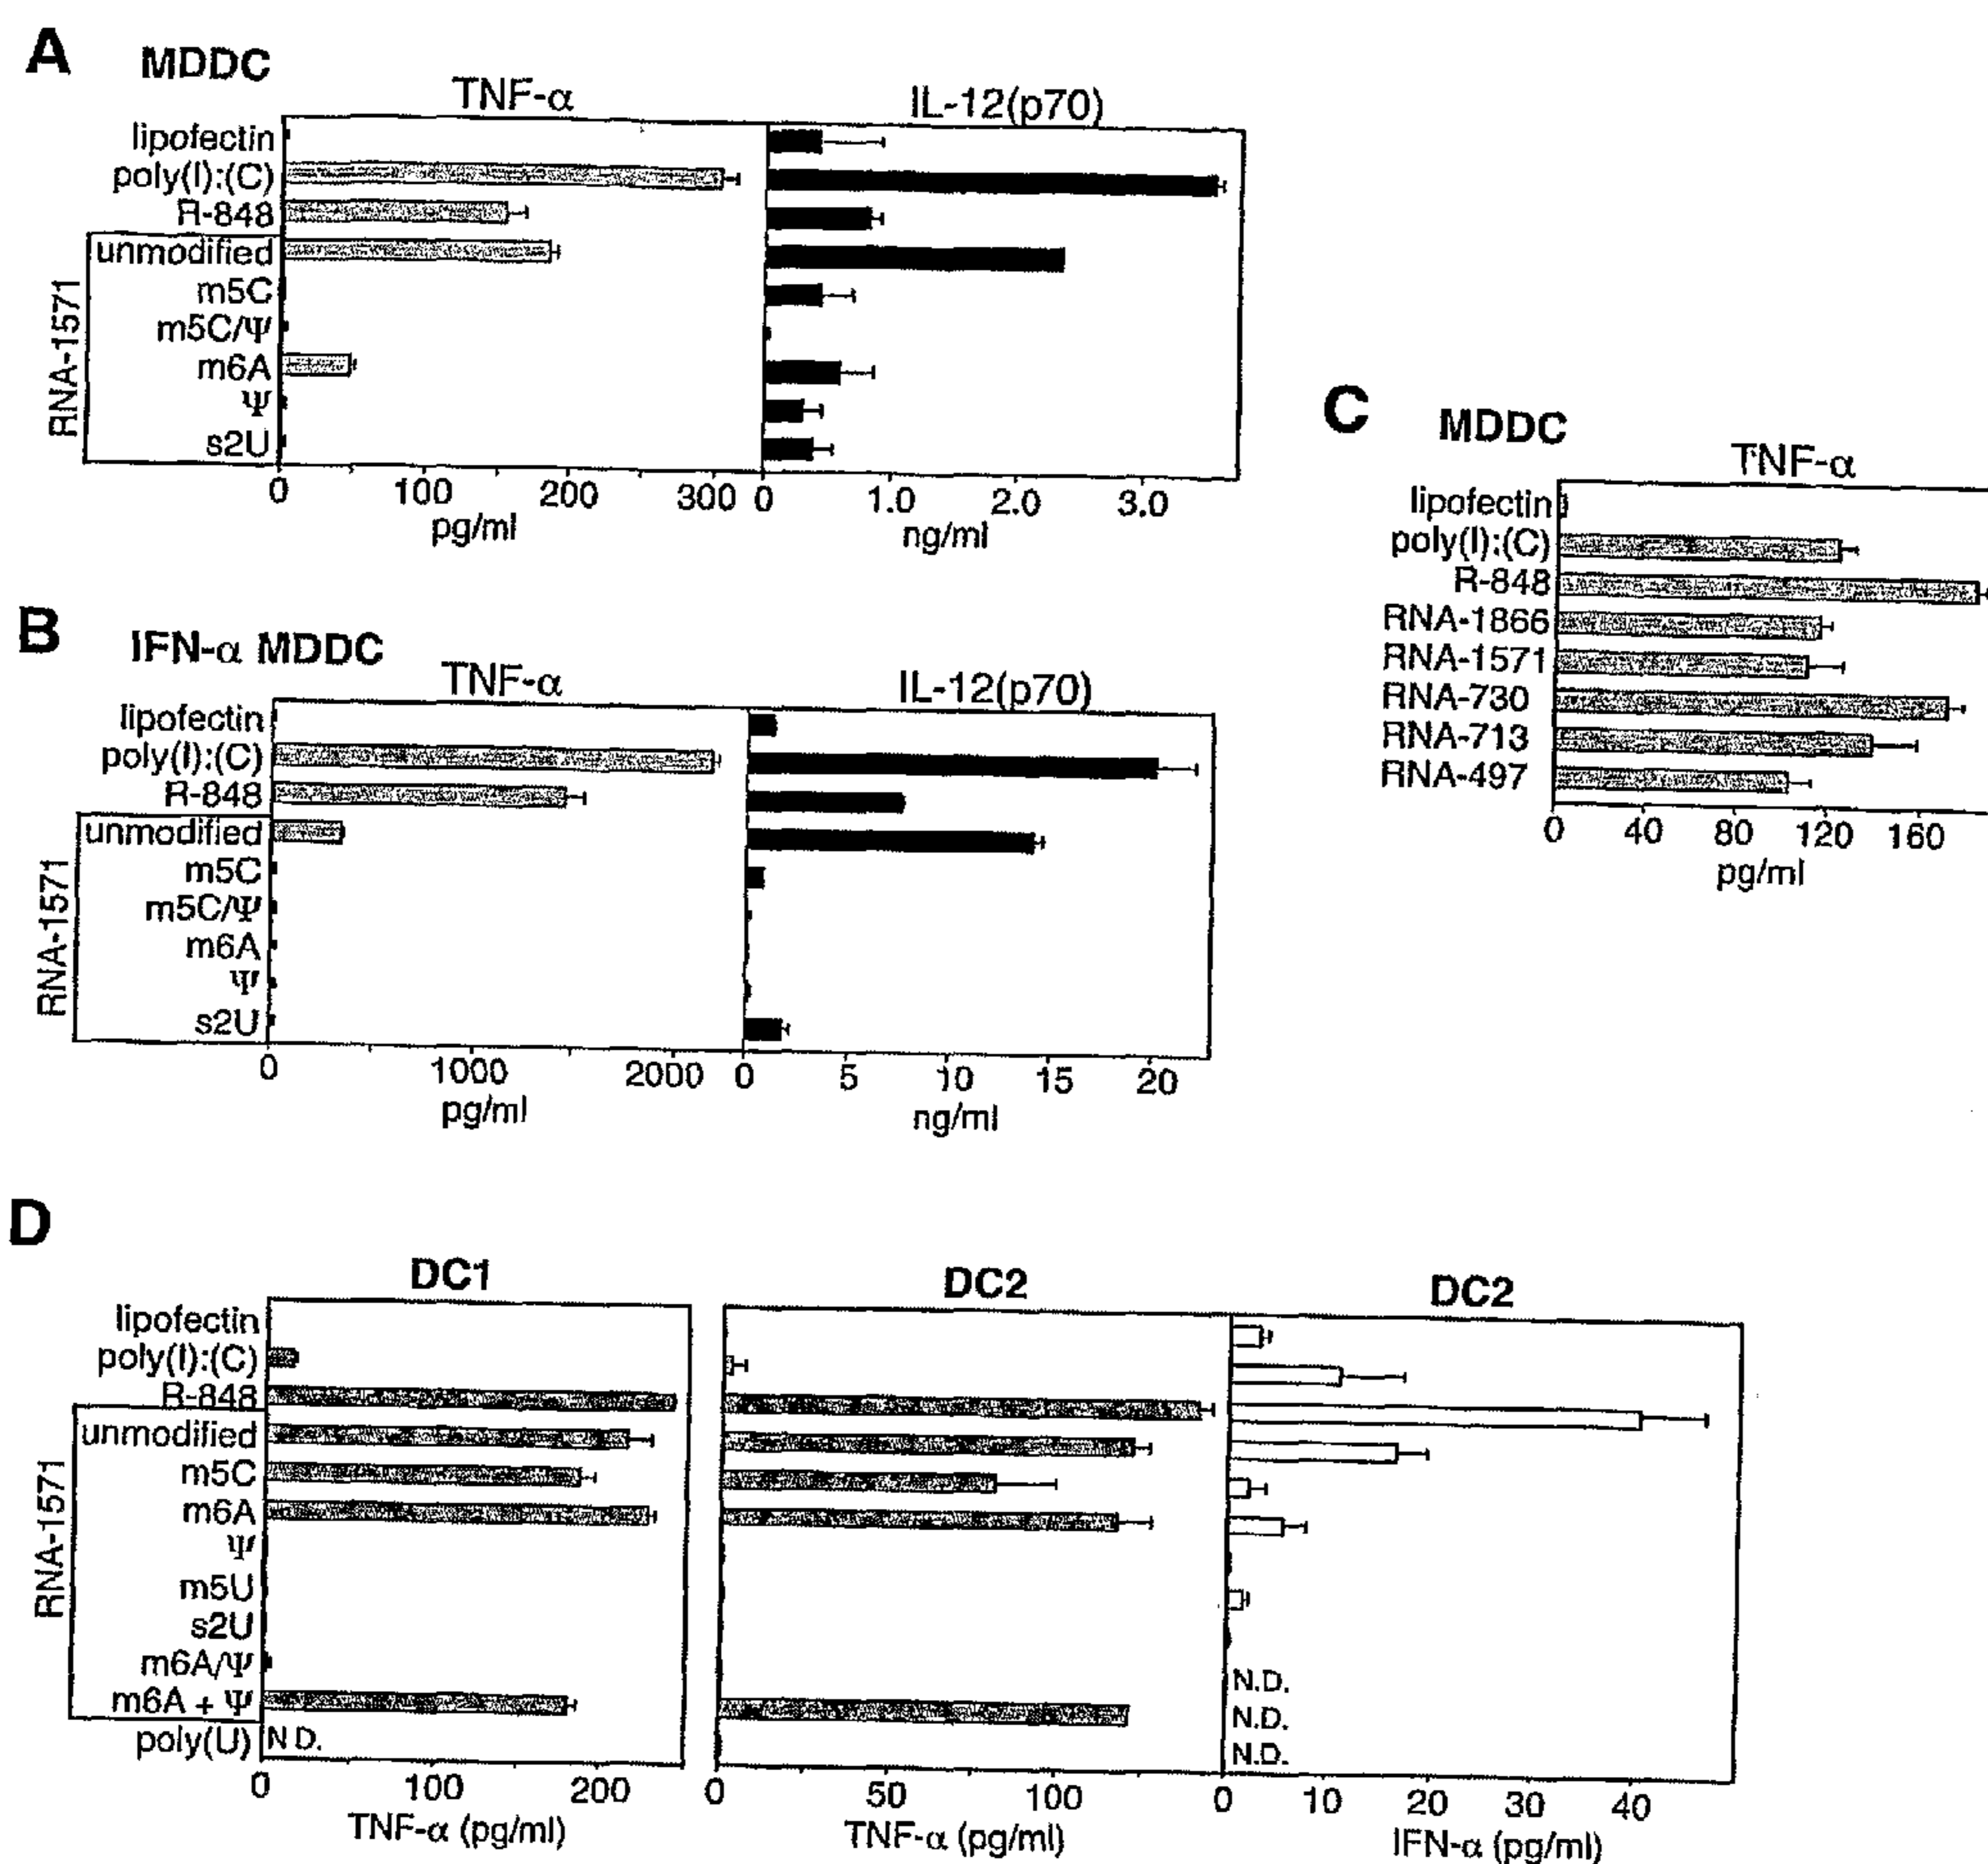 A
MDDC
TNF-α
IL-12(p70)
lipofectin
poly(I):(C)
R-848
unmodified
m5C
m5C/Ψ
m6A
Ψ
s2U
RNA-1571
0 100 200 300
pg/ml
0 1.0 2.0 3.0
ng/ml
B
IFN-α MDDC
TNF-α
IL-12(p70)
lipofectin
poly(I):(C)
R-848
unmodified
m5C
m5C/Ψ
m6A
Ψ
s2U
RNA-1571
0 1000 2000
pg/ml
0 5 10 15 20
ng/ml
C
MDDC
TNF-α
lipofectin
poly(I):(C)
R-848
RNA-1866
RNA-1571
RNA-730
RNA-713
RNA-497
0 40 80 120 160
pg/ml
D
DC1
DC2
DC2
lipofectin
poly(I):(C)
R-848
unmodified
m5C
m6A
Ψ
m5U
s2U
m6A/Ψ
m6A + Ψ
poly(U)
RNA-1571
N.D.
N.D.
N.D.
N D.
0 100 200
TNF-α (pg/ml)
0 50 100
TNF-α (pg/ml)
0 10 20 30 40
IFN-α (pg/ml)